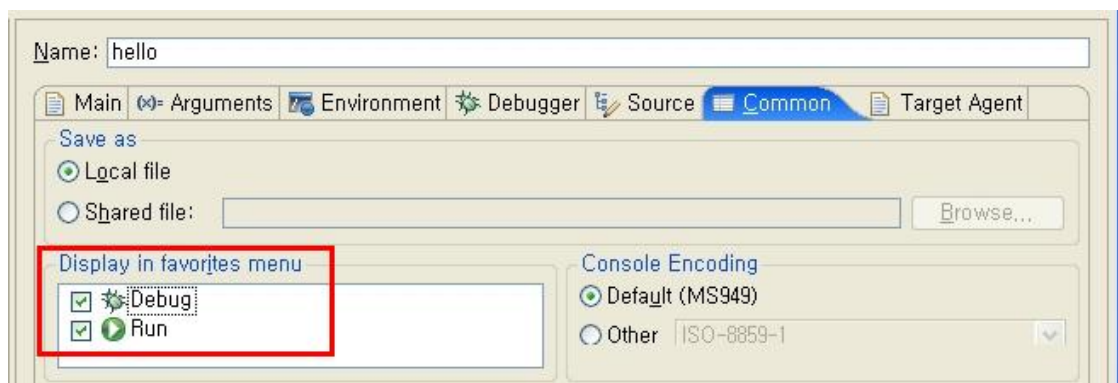 Name: hello
Main (x)= Arguments Environment Debugger Source Common Target Agent
Save as
Local file
Shared file: Browse...
Display in favorites menu
Debug
Run
Console Encoding
Default (MS949)
Other ISO-8859-1